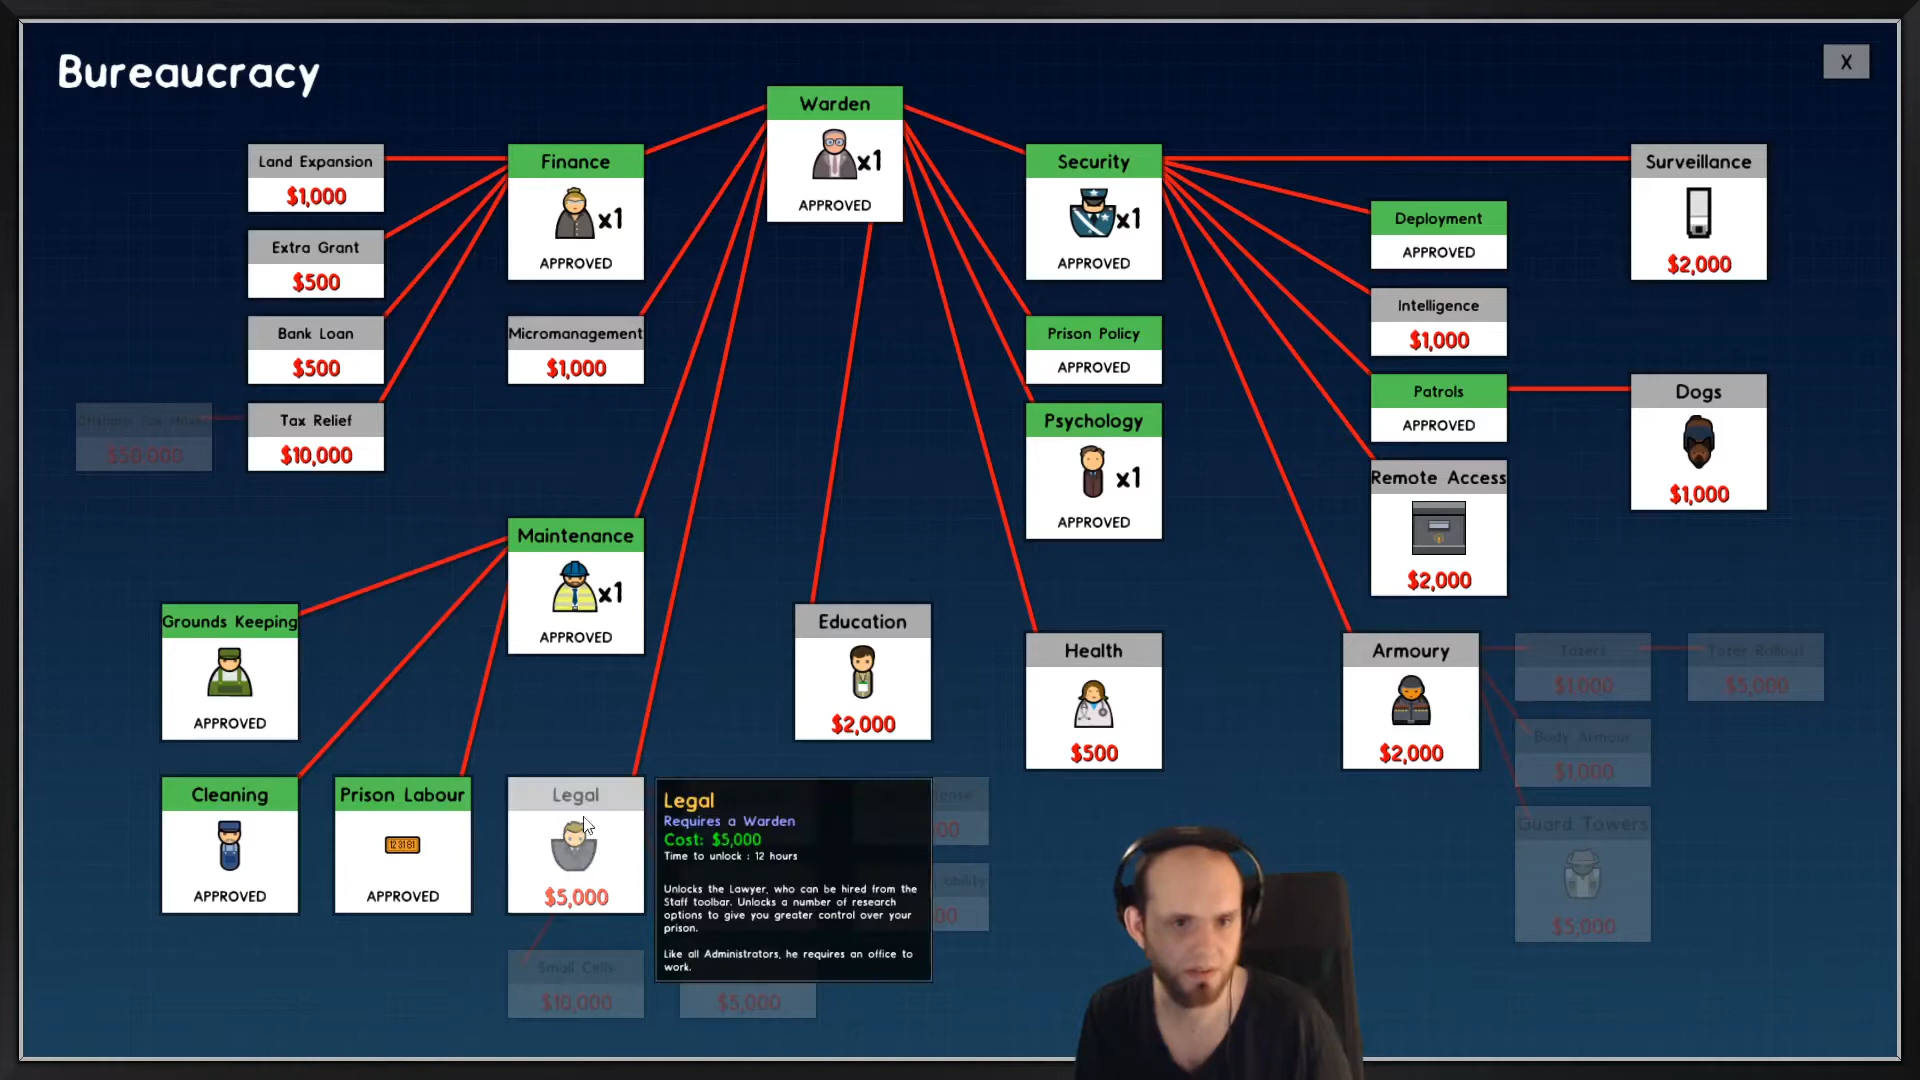 Bureaucracy
X
Warden
x1
APPROVED
Land Expansion
$1,000
Finance
x1
APPROVED
Security
x1
APPROVED
Surveillance
$2,000
Extra Grant
$500
Deployment
APPROVED
Bank Loan
$500
Micromanagement
$1,000
Prison Policy
APPROVED
Intelligence
$1,000
$50,000
Tax Relief
$10,000
Psychology
x1
APPROVED
Patrols
APPROVED
Dogs
$1,000
Remote Access
$2,000
Maintenance
x1
APPROVED
Grounds Keeping
APPROVED
Education
$2,000
Health
$500
Armoury
$2,000
Tazers
$1,000
Tazer Rollout
$5,000
Body Armour
$1,000
Guard Towers
$5,000
Cleaning
APPROVED
Prison Labour
123181
APPROVED
Legal
$5,000
Legal
Requires a Warden
Cost: $5,000
Time to unlock : 12 hours
Unlocks the Lawyer, who can be hired from the
Staff toolbar. Unlocks a number of research
options to give you greater control over your
prison.
Like all Administrators, he requires an office to
work.
Small Cells
$10,000
$5,000